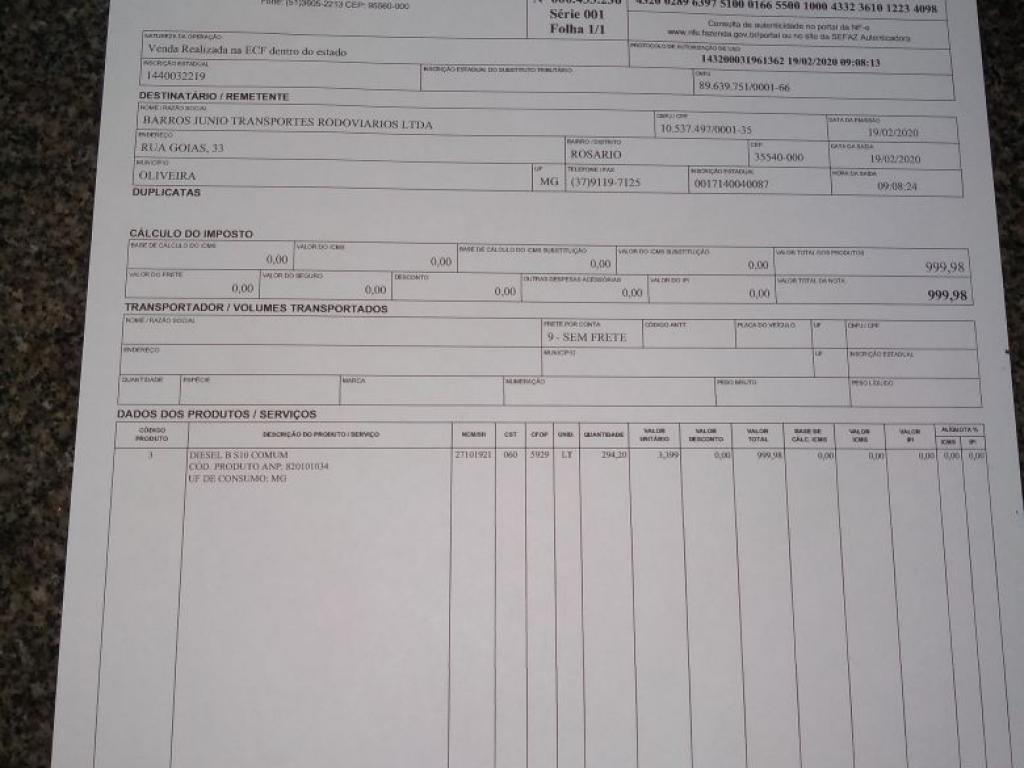 Fone: (51)3605-2213 CEP: 95560-000
Série 001
Folha 1/1
4320 0289 6397 5100 0166 5500 1000 4332 3610 1223 4098
Consulta de autenticidade no portal da NF-e
www.nfe.fazenda.gov.br/portal ou no site da SEFAZ Autorizadora
NATUREZA DA OPERAÇÃO
Venda Realizada na ECF dentro do estado
PROTOCOLO DE AUTORIZAÇÃO DE USO
143200031961362 19/02/2020 09:08:13
INSCRIÇÃO ESTADUAL
1440032219
INSCRIÇÃO ESTADUAL DO SUBSTITUTO TRIBUTÁRIO
CNPJ
89.639.751/0001-66
DESTINATÁRIO / REMETENTE
NOME / RAZÃO SOCIAL
BARROS JUNIO TRANSPORTES RODOVIARIOS LTDA
CNPJ / CPF
10.537.497/0001-35
DATA DA EMISSÃO
19/02/2020
ENDEREÇO
RUA GOIAS, 33
BAIRRO / DISTRITO
ROSARIO
CEP
35540-000
DATA DA SAÍDA
19/02/2020
MUNICÍPIO
OLIVEIRA
UF
MG
TELEFONE / FAX
(37)9119-7125
INSCRIÇÃO ESTADUAL
0017140040087
HORA DA SAÍDA
09:08:24
DUPLICATAS
CÁLCULO DO IMPOSTO
BASE DE CÁLCULO DO ICMS
0,00
VALOR DO ICMS
0,00
BASE DE CÁLCULO DO ICMS SUBSTITUIÇÃO
0,00
VALOR DO ICMS SUBSTITUIÇÃO
0,00
VALOR TOTAL DOS PRODUTOS
999,98
VALOR DO FRETE
0,00
VALOR DO SEGURO
0,00
DESCONTO
0,00
OUTRAS DESPESAS ACESSÓRIAS
0,00
VALOR DO IPI
0,00
VALOR TOTAL DA NOTA
999,98
TRANSPORTADOR / VOLUMES TRANSPORTADOS
NOME / RAZÃO SOCIAL
FRETE POR CONTA
9 - SEM FRETE
CÓDIGO ANTT
PLACA DO VEÍCULO
UF
CNPJ / CPF
ENDEREÇO
MUNICÍPIO
UF
INSCRIÇÃO ESTADUAL
QUANTIDADE
ESPÉCIE
MARCA
NUMERAÇÃO
PESO BRUTO
PESO LÍQUIDO
DADOS DOS PRODUTOS / SERVIÇOS
CÓDIGO PRODUTO DESCRIÇÃO DO PRODUTO / SERVIÇO NCM/SH CST CFOP UNID. QUANTIDADE VALOR UNITÁRIO VALOR DESCONTO VALOR TOTAL BASE DE CÁLC. ICMS VALOR ICMS VALOR IPI ALÍQUOTA % ICMS IPI
3 DIESEL B S10 COMUM 27101921 060 5929 LT 294,20 3,399 0,00 999,98 0,00 0,00 0,00 0,00 0,00
COD. PRODUTO ANP: 820101034
UF DE CONSUMO: MG